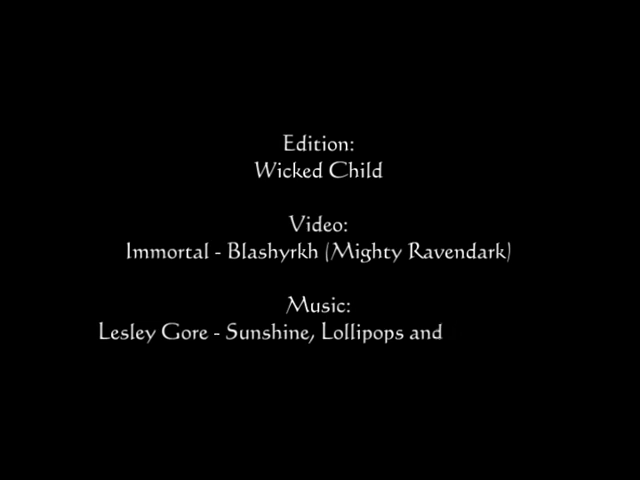 Edition:
Wicked Child
Video:
Immortal - Blashyrkh (Mighty Ravendark)
Music:
Lesley Gore - Sunshine, Lollipops and